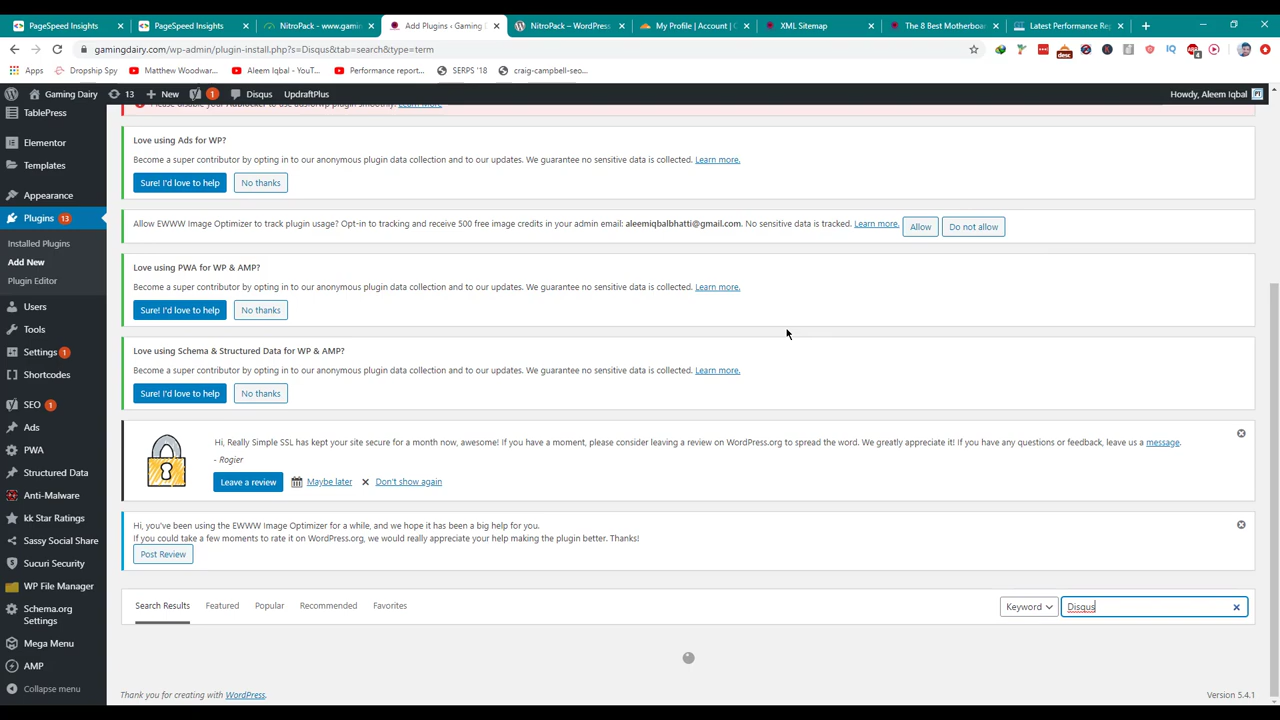 PageSpeed Insights
PageSpeed Insights
NitroPack - www.gamin
Add Plugins ‹ Gaming D
NitroPack – WordPress
My Profile | Account | C
XML Sitemap
The 8 Best Motherboar
Latest Performance Rep
gamingdairy.com/wp-admin/plugin-install.php?s=Disqus&tab=search&type=term
Apps
Dropship Spy
Matthew Woodwar...
Aleem Iqbal - YouT...
Performance report...
SERPS '18
craig-campbell-seo...
Gaming Dairy
13
New
1
Disqus
UpdraftPlus
Howdy, Aleem Iqbal
TablePress
Elementor
Templates
Appearance
Plugins 13
Installed Plugins
Add New
Plugin Editor
Users
Tools
Settings 1
Shortcodes
SEO 1
Ads
PWA
Structured Data
Anti-Malware
kk Star Ratings
Sassy Social Share
Sucuri Security
WP File Manager
Schema.org
Settings
Mega Menu
AMP
Collapse menu
Love using Ads for WP?
Become a super contributor by opting in to our anonymous plugin data collection and to our updates. We guarantee no sensitive data is collected. Learn more.
Sure! I'd love to help
No thanks
Allow EWWW Image Optimizer to track plugin usage? Opt-in to tracking and receive 500 free image credits in your admin email: aleemiqbalbhatti@gmail.com. No sensitive data is tracked. Learn more.
Allow
Do not allow
Love using PWA for WP & AMP?
Become a super contributor by opting in to our anonymous plugin data collection and to our updates. We guarantee no sensitive data is collected. Learn more.
Sure! I'd love to help
No thanks
Love using Schema & Structured Data for WP & AMP?
Become a super contributor by opting in to our anonymous plugin data collection and to our updates. We guarantee no sensitive data is collected. Learn more.
Sure! I'd love to help
No thanks
Hi, Really Simple SSL has kept your site secure for a month now, awesome! If you have a moment, please consider leaving a review on WordPress.org to spread the word. We greatly appreciate it! If you have any questions or feedback, leave us a message.
- Rogier
Leave a review
Maybe later
Don't show again
Hi, you've been using the EWWW Image Optimizer for a while, and we hope it has been a big help for you.
If you could take a few moments to rate it on WordPress.org, we would really appreciate your help making the plugin better. Thanks!
Post Review
Search Results
Featured
Popular
Recommended
Favorites
Keyword
Disqus
Thank you for creating with WordPress.
Version 5.4.1